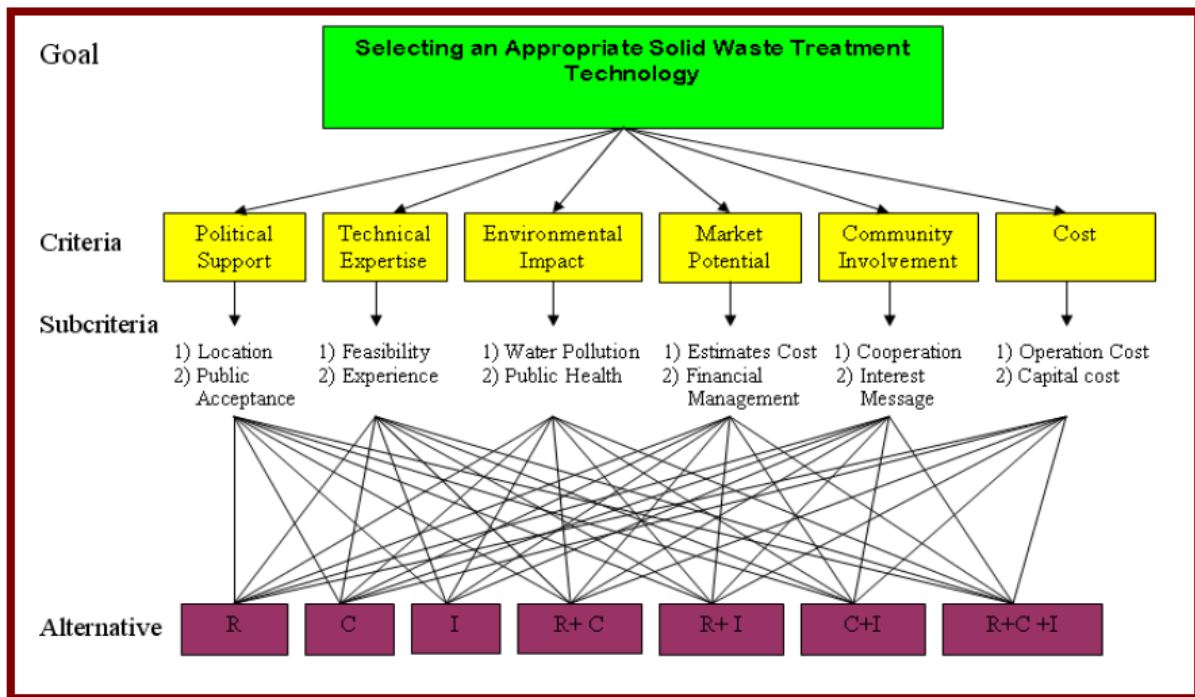 Goal
Selecting an Appropriate Solid Waste Treatment
Technology
Criteria
Political
Support
Technical
Expertise
Environmental
Impact
Market
Potential
Community
Involvement
Cost
Subcriteria
1) Location
2) Public
Acceptance
1) Feasibility
2) Experience
1) Water Pollution
2) Public Health
1) Estimates Cost
2) Financial
Management
1) Cooperation
2) Interest
Message
1) Operation Cost
2) Capital cost
Alternative
R
C
I
R+ C
R+ I
C+I
R+C +I